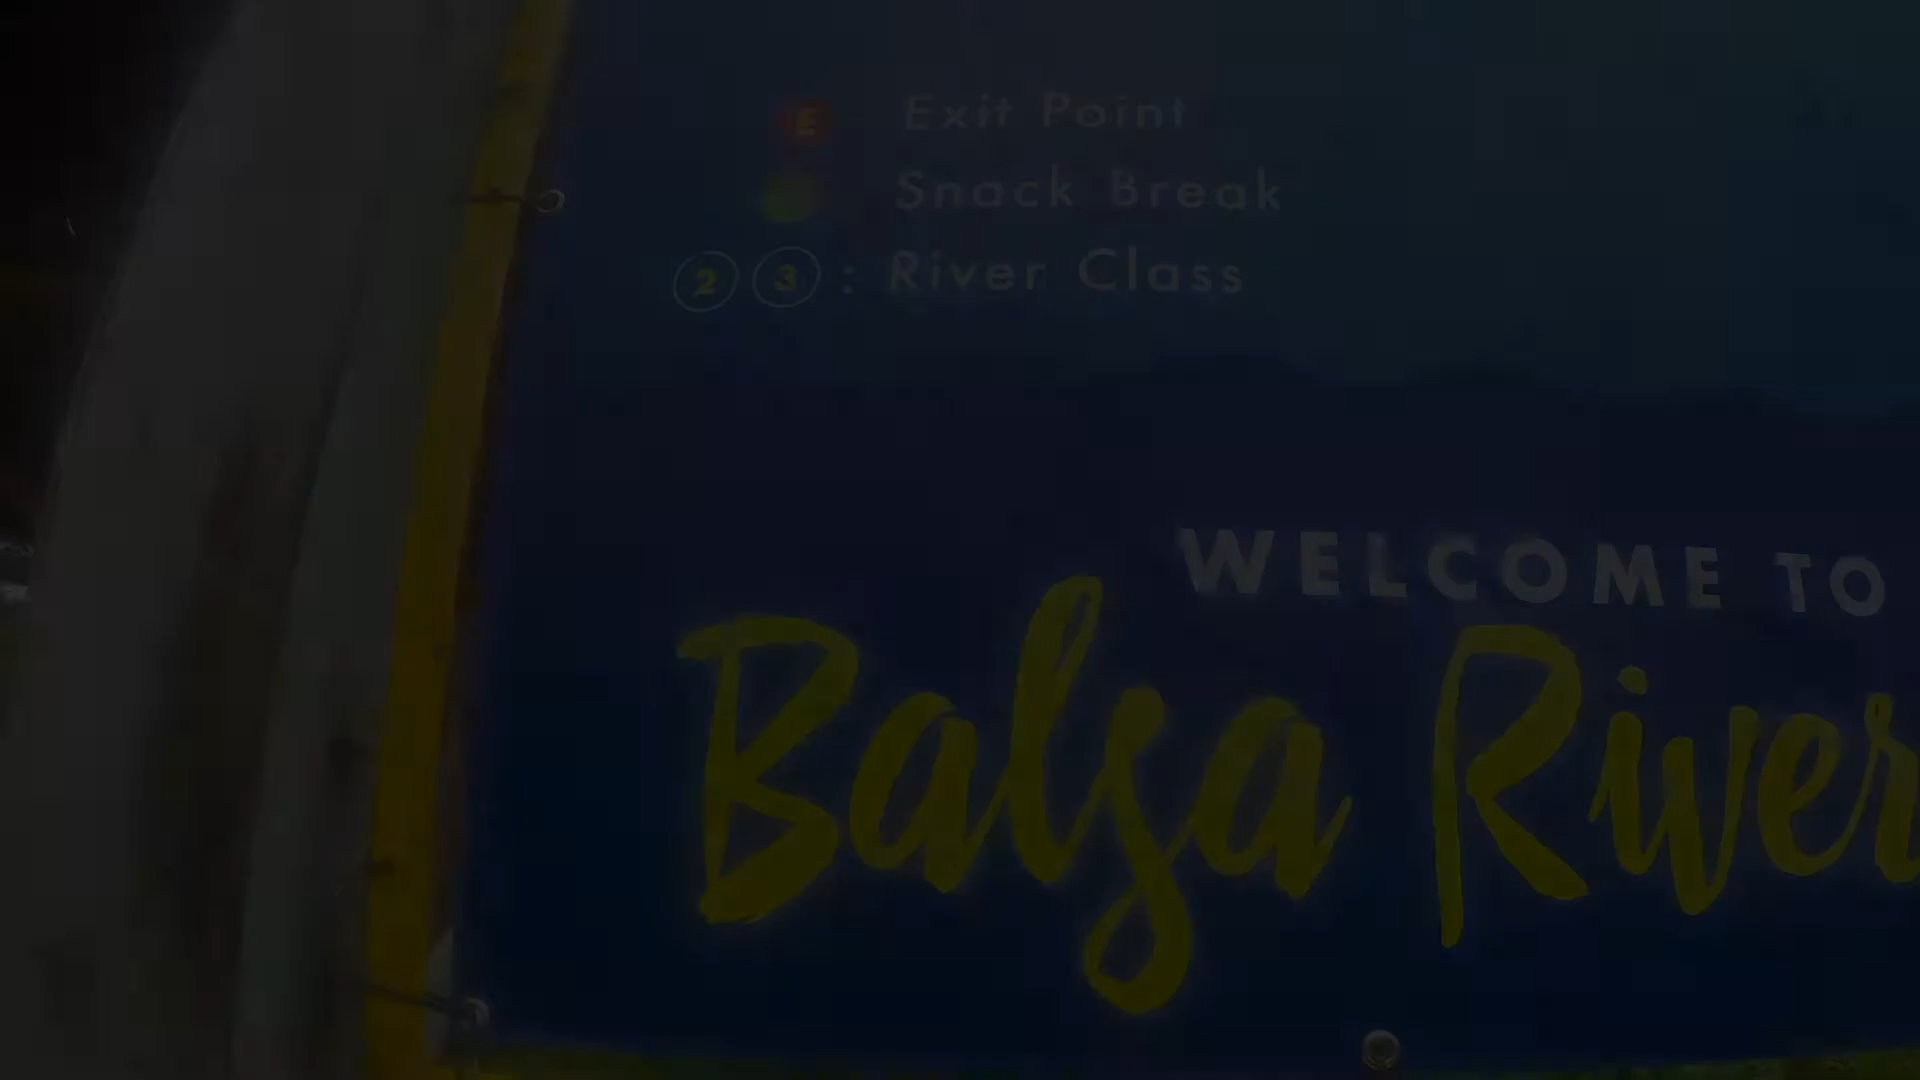 E Exit Point
Snack Break
2 3 : River Class
WELCOME TO
Balsa River